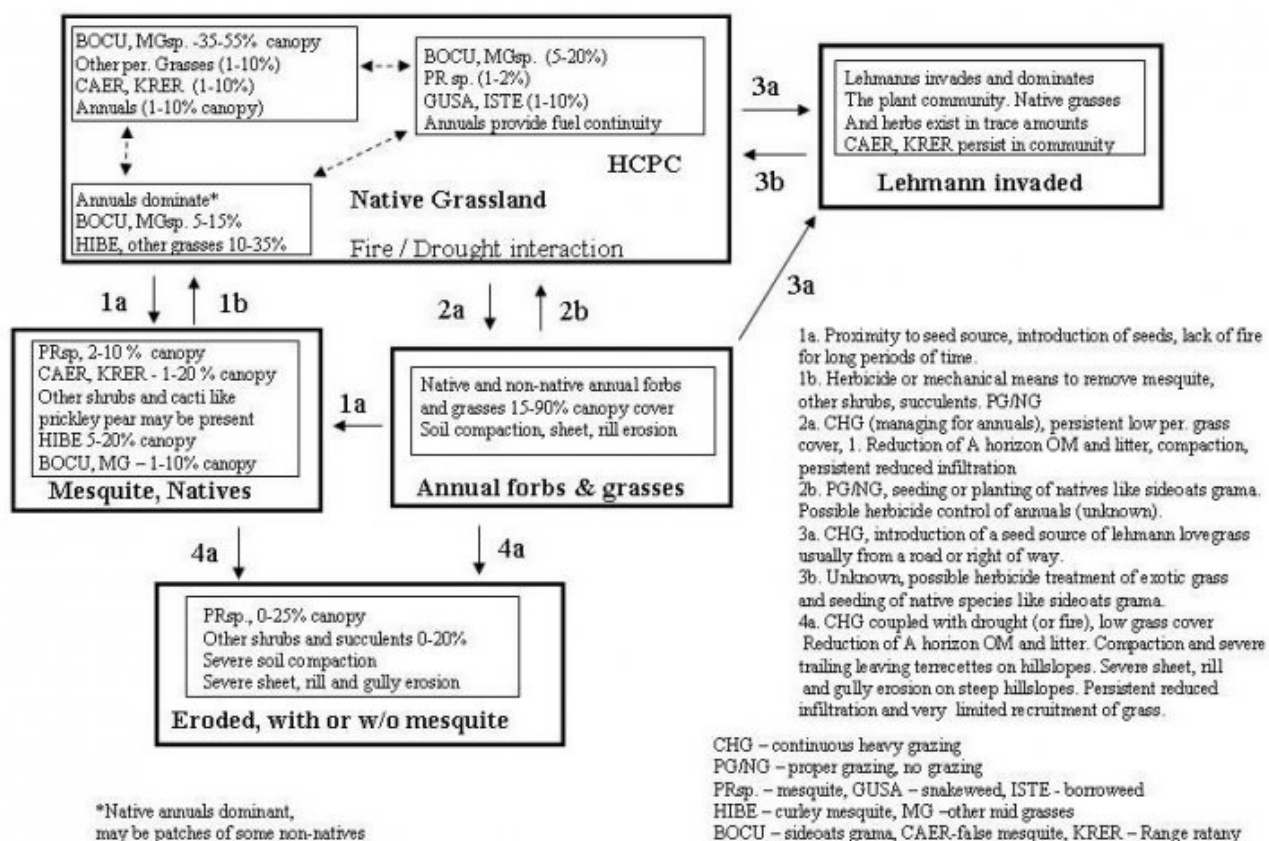 BOCU, MGsp. -35-55% canopy
Other per. Grasses (1-10%)
CAER, KRER (1-10%)
Annuals (1-10% canopy)
BOCU, MGsp. (5-20%)
PR sp. (1-2%)
GUSA, ISTE (1-10%)
Annuals provide fuel continuity
HCPC
Annuals dominate*
BOCU, MGsp. 5-15%
HIBE, other grasses 10-35%
Native Grassland
Fire / Drought interaction
3a
3b
Lehmanns invades and dominates
The plant community. Native grasses
And herbs exist in trace amounts
CAER, KRER persist in community
Lehmann invaded
1a
1b
2a
2b
3a
PRsp, 2-10 % canopy
CAER, KRER - 1-20 % canopy
Other shrubs and cacti like
prickley pear may be present
HIBE 5-20% canopy
BOCU, MG – 1-10% canopy
Mesquite, Natives
1a
Native and non-native annual forbs
and grasses 15-90% canopy cover
Soil compaction, sheet, rill erosion
Annual forbs & grasses
4a
4a
PRsp., 0-25% canopy
Other shrubs and succulents 0-20%
Severe soil compaction
Severe sheet, rill and gully erosion
Eroded, with or w/o mesquite
1a. Proximity to seed source, introduction of seeds, lack of fire
for long periods of time.
1b. Herbicide or mechanical means to remove mesquite,
other shrubs, succulents. PG/NG
2a. CHG (managing for annuals), persistent low per. grass
cover, 1. Reduction of A horizon OM and litter, compaction,
persistent reduced infiltration
2b. PG/NG, seeding or planting of natives like sideoats grama.
Possible herbicide control of annuals (unknown).
3a. CHG, introduction of a seed source of lehmann lovegrass
usually from a road or right of way.
3b. Unknown, possible herbicide treatment of exotic grass
and seeding of native species like sideoats grama.
4a. CHG coupled with drought (or fire), low grass cover
Reduction of A horizon OM and litter. Compaction and severe
trailing leaving terrecettes on hillslopes. Severe sheet, rill
and gully erosion on steep hillslopes. Persistent reduced
infiltration and very limited recruitment of grass.
CHG – continuous heavy grazing
PG/NG – proper grazing, no grazing
PRsp. – mesquite, GUSA – snakeweed, ISTE - borroweed
HIBE – curley mesquite, MG –other mid grasses
BOCU – sideoats grama, CAER-false mesquite, KRER – Range ratany
*Native annuals dominant,
may be patches of some non-natives